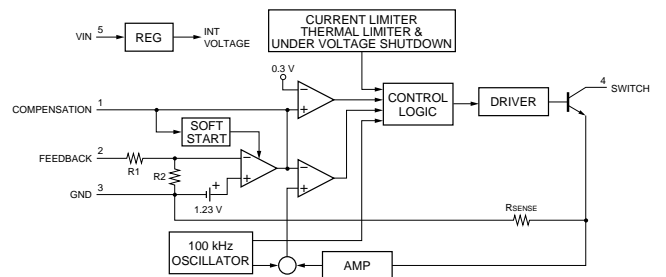 CURRENT LIMITER
THERMAL LIMITER &
UNDER VOLTAGE SHUTDOWN
VIN 5
REG
INT
VOLTAGE
0.3 V
4
SWITCH
CONTROL
LOGIC
DRIVER
COMPENSATION 1
SOFT
START
FEEDBACK 2
R1
R2
GND 3
1.23 V
RSENSE
100 kHz
OSCILLATOR
AMP
− + − + − + +